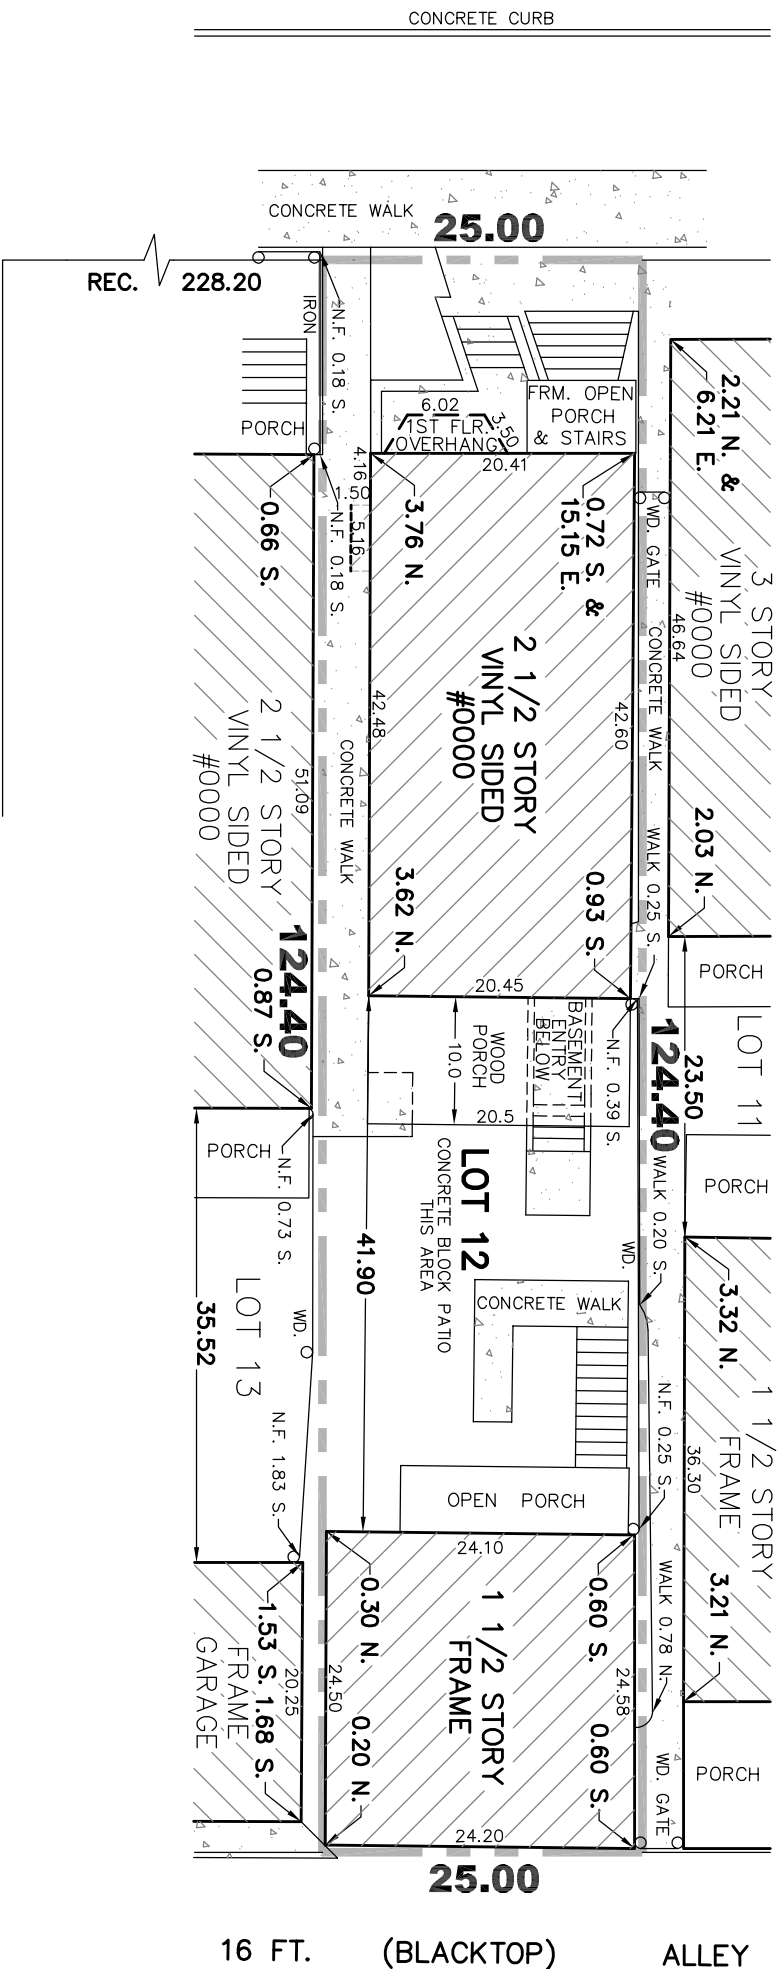 CONCRETE CURB
CONCRETE WALK
25.00
REC. 228.20
IRON
N.F. 0.18 S.
PORCH
6.02
3.50
1ST FLR.
OVERHANG
FRM. OPEN
PORCH
& STAIRS
2.21 N. &
6.21 E.
20.41
4.16
1.50
5.16
N.F. 0.18 S.
0.66 S.
3.76 N.
0.72 S. &
15.15 E.
WD. GATE
3 STORY
VINYL SIDED
#0000
46.64
CONCRETE WALK
2 1/2 STORY
VINYL SIDED
#0000
42.48
42.60
CONCRETE WALK
2 1/2 STORY
VINYL SIDED
#0000
51.09
2.03 N.
WALK 0.25 S.
3.62 N.
0.93 S.
124.40
0.87 S.
20.45
PORCH
LOT 11
23.50
124.40
BASEMENT
ENTRY
BELOW
WOOD
PORCH
10.0
20.5
N.F. 0.39 S.
PORCH
PORCH
N.F. 0.73 S.
LOT 12
CONCRETE BLOCK PATIO
THIS AREA
41.90
WALK 0.20 S.
WD.
CONCRETE WALK
LOT 13
WD.
35.52
3.32 N.
1 1/2 STORY
FRAME
36.30
N.F. 0.25 S.
N.F. 1.83 S.
OPEN PORCH
24.10
0.30 N.
0.60 S.
1 1/2 STORY
FRAME
24.50
24.58
WALK 0.78 N.
3.21 N.
1.53 S.
1.68 S.
20.25
FRAME
GARAGE
0.20 N.
0.60 S.
24.20
WD. GATE
PORCH
25.00
16 FT. (BLACKTOP) ALLEY